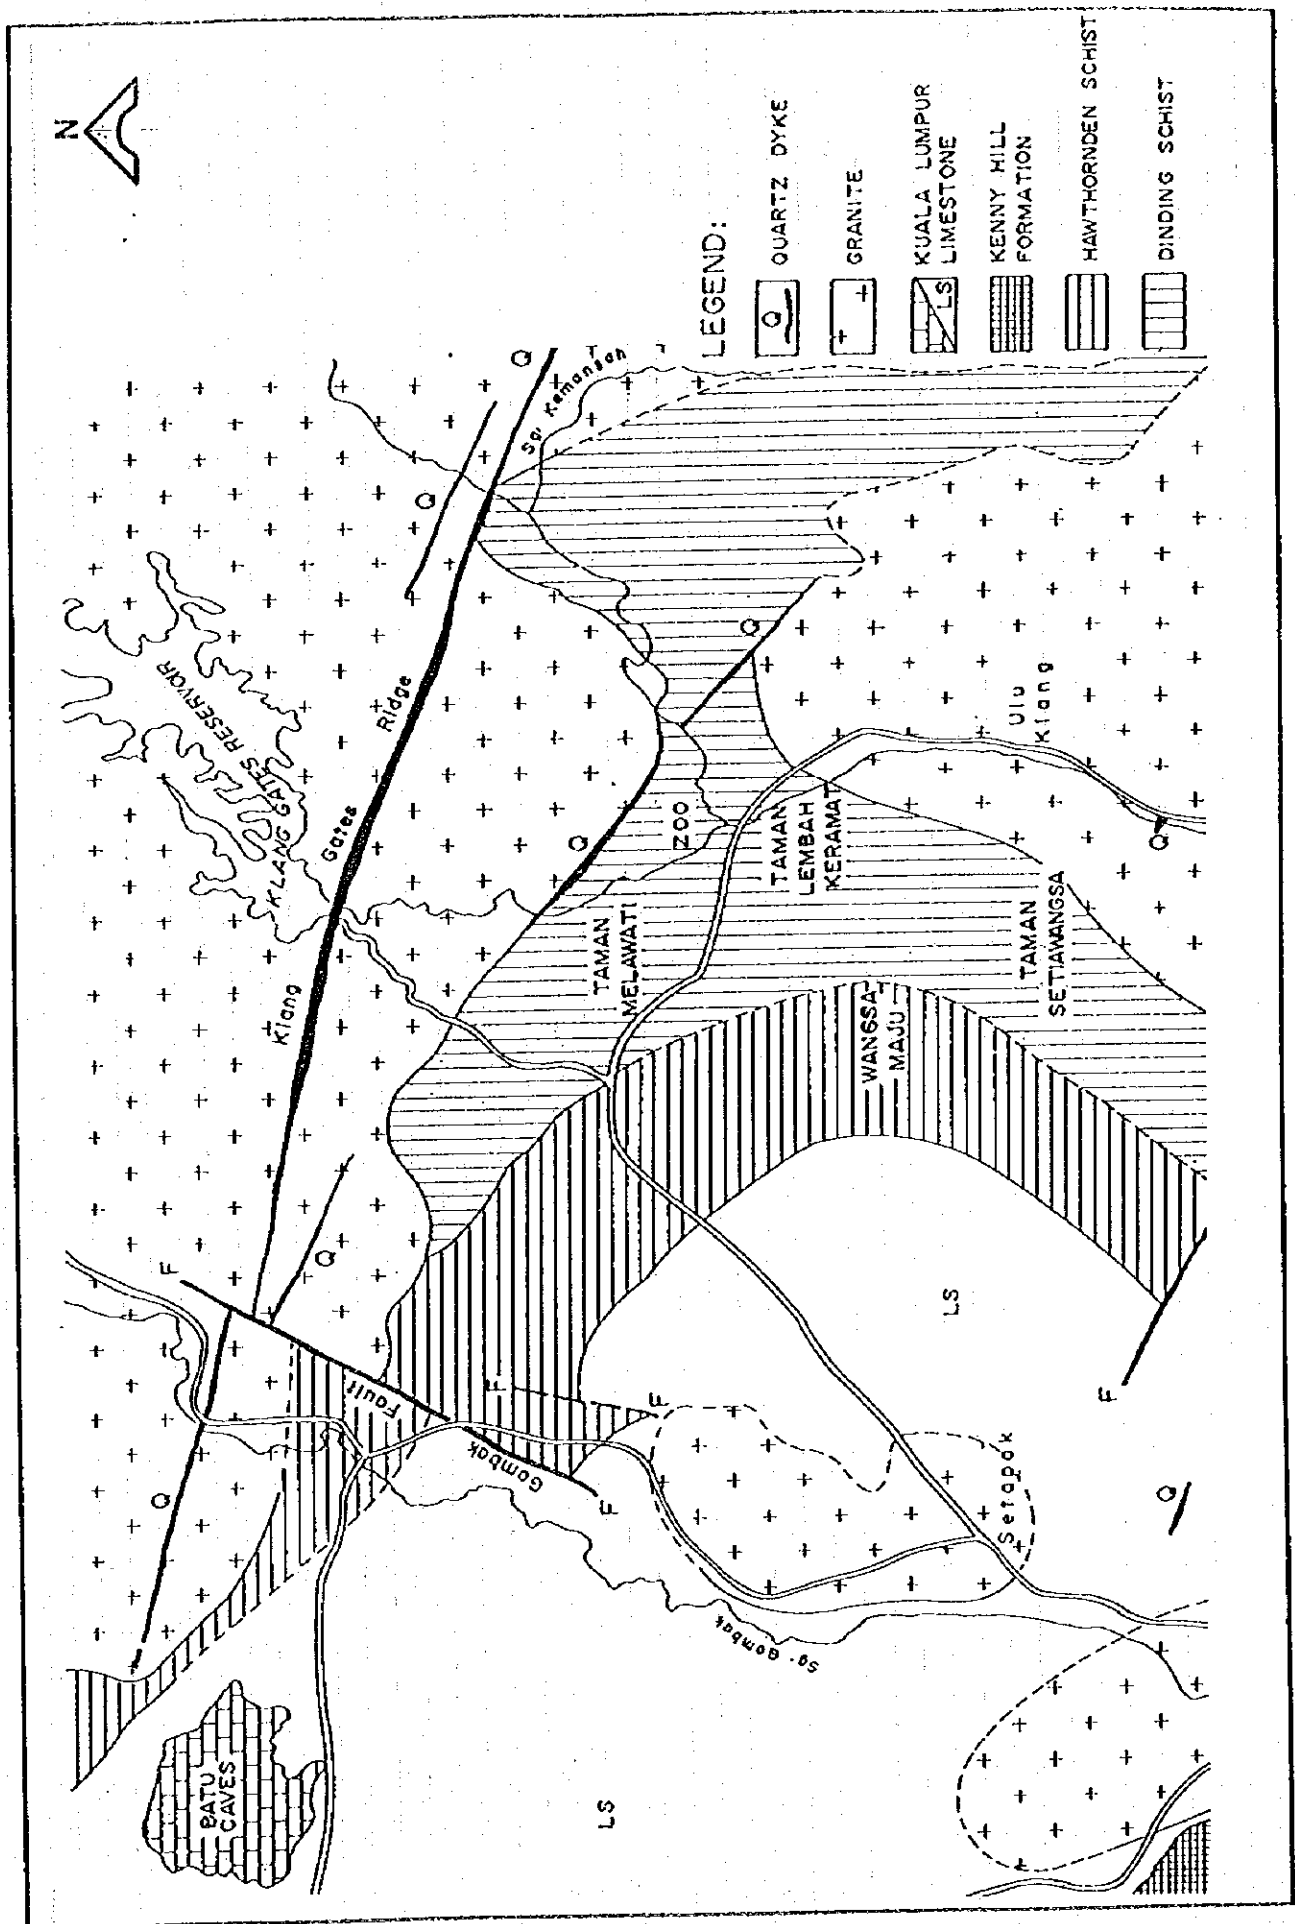 N
KLANG GATES RESERVOIR
Klang Gates Ridge
Sg. Kemansah
Q
Q
Q
Q
Q
Q
Q
Q
F
Gombak Fault
F
F
F
F
BATU
CAVES
TAMAN
MELAWATI
ZOO
TAMAN
LEMBAH
KERAMAT
WANGSA
MAJU
TAMAN
SETIAWANGSA
Ulu
Klang
Setapak
Sg. Gombak
LS
LS
LEGEND:
Q
QUARTZ DYKE
GRANITE
LS
KUALA LUMPUR
LIMESTONE
KENNY HILL
FORMATION
HAWTHORNDEN SCHIST
DINDING SCHIST